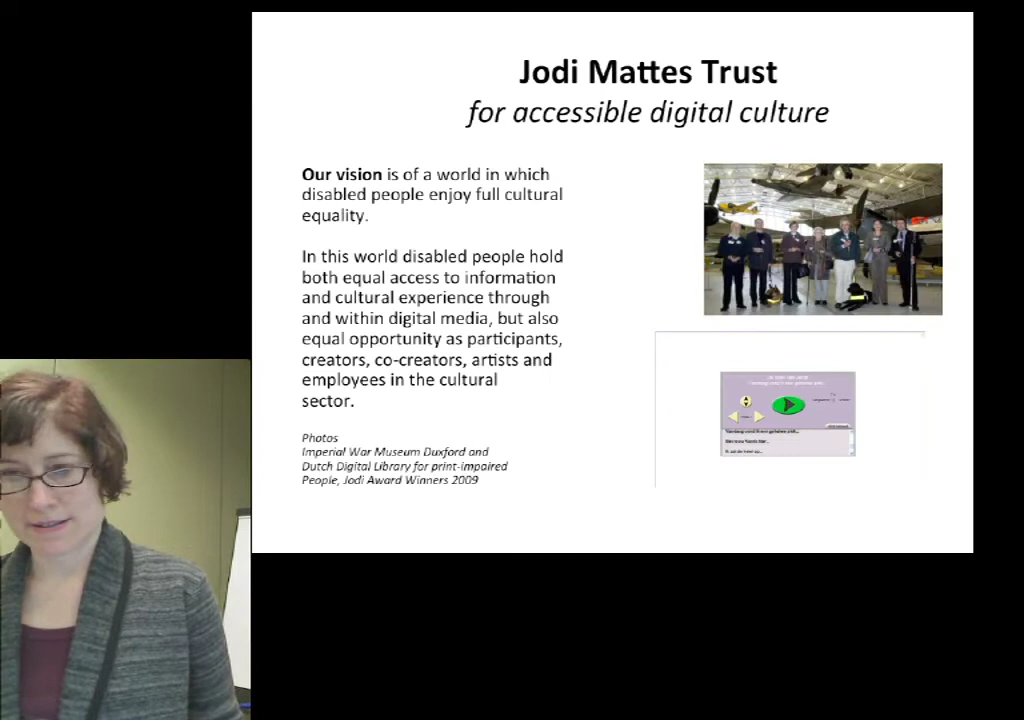 Jodi Mattes Trust
for accessible digital culture
Our vision is of a world in which
disabled people enjoy full cultural
equality.
In this world disabled people hold
both equal access to information
and cultural experience through
and within digital media, but also
equal opportunity as participants,
creators, co-creators, artists and
employees in the cultural
sector.
Photos
Imperial War Museum Duxford and
Dutch Digital Library for print-impaired
People, Jodi Award Winners 2009